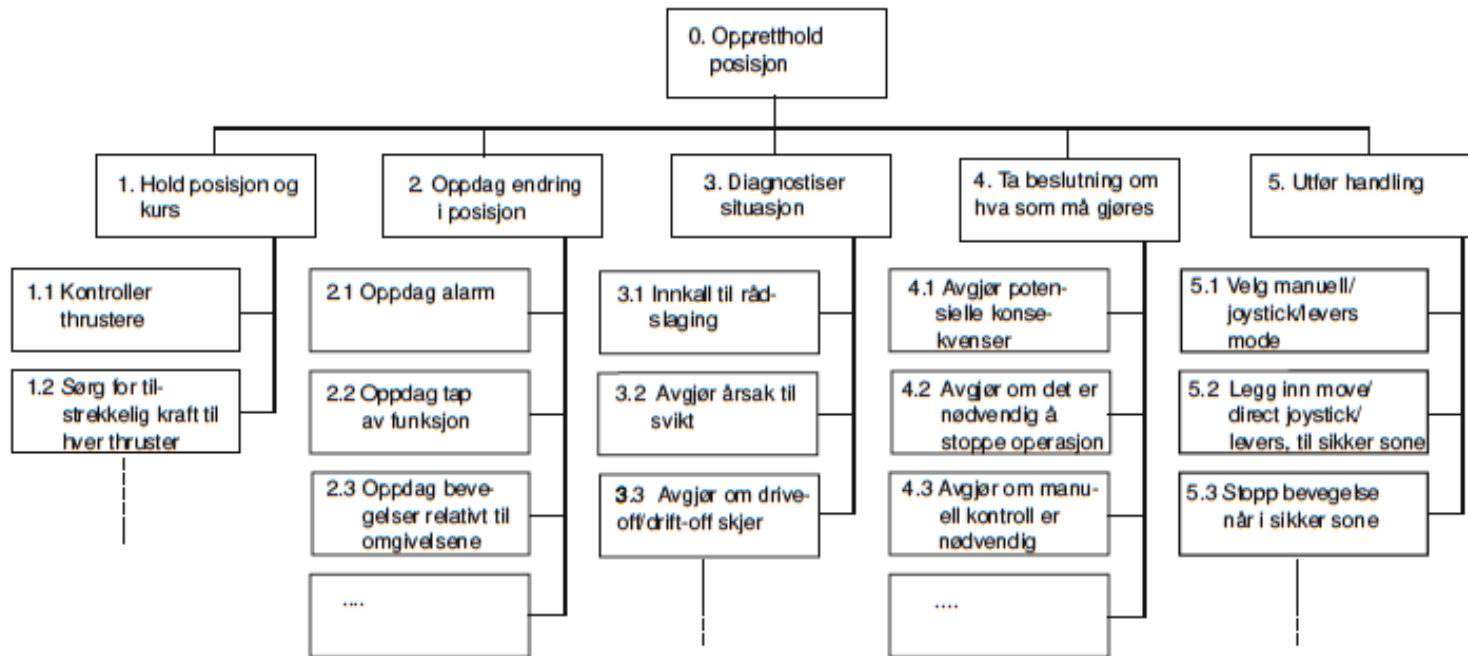 0. Oppretthold
posisjon
1. Hold posisjon og
kurs
2. Oppdag endring
i posisjon
3. Diagnostiser
situasjon
4. Ta beslutning om
hva som må gjøres
5. Utfør handling
1.1 Kontroller
thrustere
1.2 Sørg for til-
strekkelig kraft til
hver thruster
2.1 Oppdag alarm
2.2 Oppdag tap
av funksjon
2.3 Oppdag beve-
gelser relativt til
omgivelsene
....
3.1 Innkall til råd-
slaging
3.2 Avgjør årsak til
svikt
3.3 Avgjør om drive-
off/drift-off skjer
4.1 Avgjør poten-
sielle konse-
kvenser
4.2 Avgjør om det er
nødvendig å
stoppe operasjon
4.3 Avgjør om manu-
ell kontroll er
nødvendig
....
5.1 Velg manuell/
joystick/levers
mode
5.2 Legg inn move/
direct joystick/
levers, til sikker sone
5.3 Stopp bevegelse
når i sikker sone